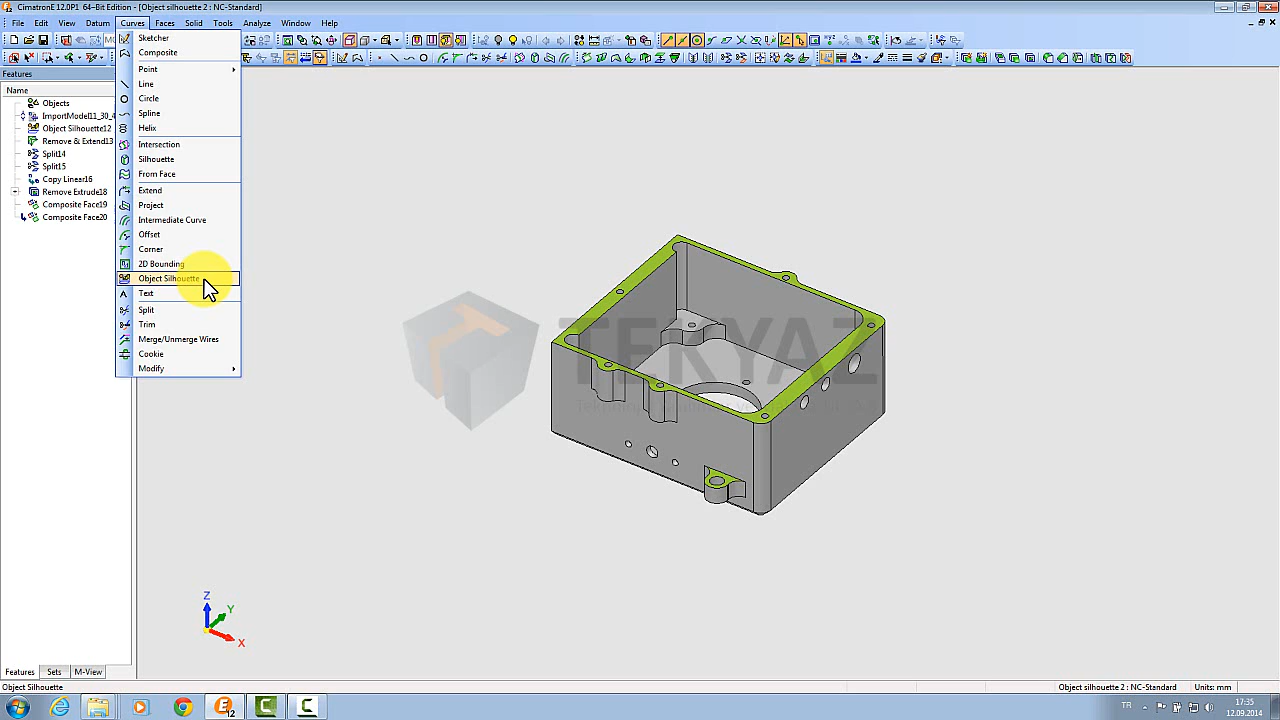 CimatronE 12.0P1  64-Bit Edition - [Object silhouette 2 : NC-Standard]
File Edit View Datum Curves Faces Solid Tools Analyze Window Help
Features
Name
Objects
ImportModel11_30_4
Object Silhouette12
Remove & Extend13
Split14
Split15
Copy Linear16
Remove Extrude18
Composite Face19
Composite Face20
Sketcher
Composite
Point
Line
Circle
Spline
Helix
Intersection
Silhouette
From Face
Extend
Project
Intermediate Curve
Offset
Corner
2D Bounding
Object Silhouette
Text
Split
Trim
Merge/Unmerge Wires
Cookie
Modify
TEKYAZ
Z
Y
X
Features Sets M-View
Object Silhouette
Object silhouette 2 : NC-Standard Units: mm
TR
17:35
12.09.2014